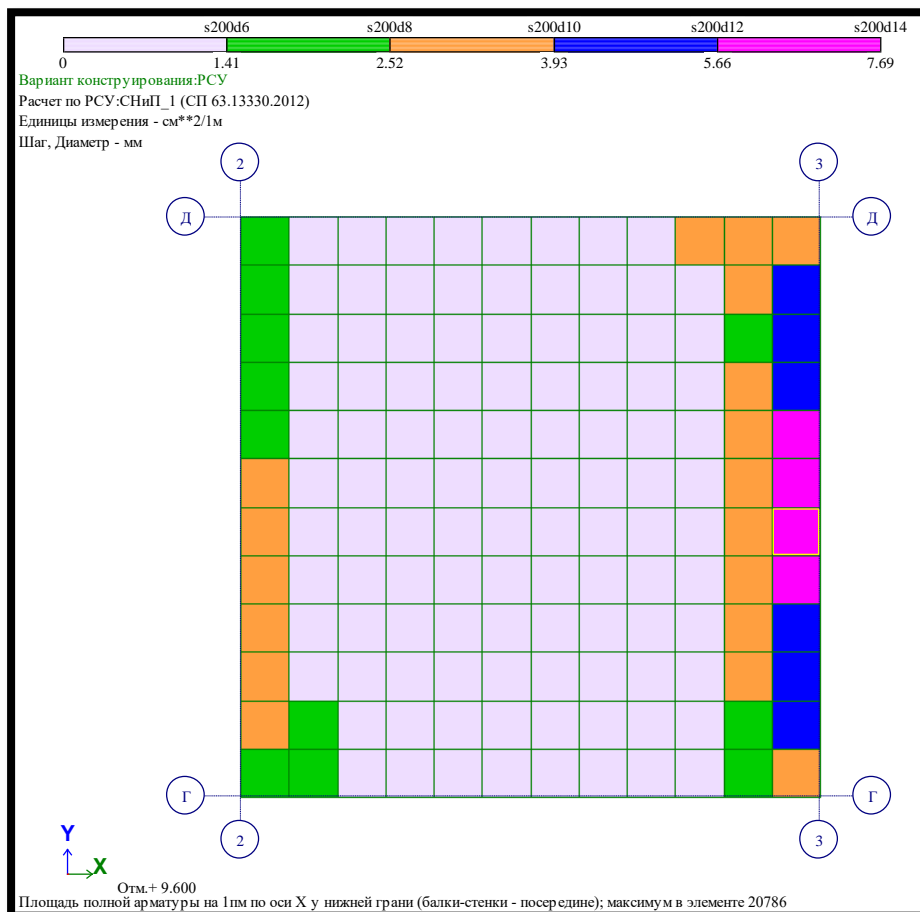 s200d6 s200d8 s200d10 s200d12 s200d14
0 1.41 2.52 3.93 5.66 7.69
Вариант конструирования:РСУ
Расчет по РСУ:СНиП_1 (СП 63.13330.2012)
Единицы измерения - см**2/1м
Шаг, Диаметр - мм
2 3
Д Д
Г Г
2 3
Y
X
Отм.+ 9.600
Площадь полной арматуры на 1пм по оси X у нижней грани (балки-стенки - посередине); максимум в элементе 20786